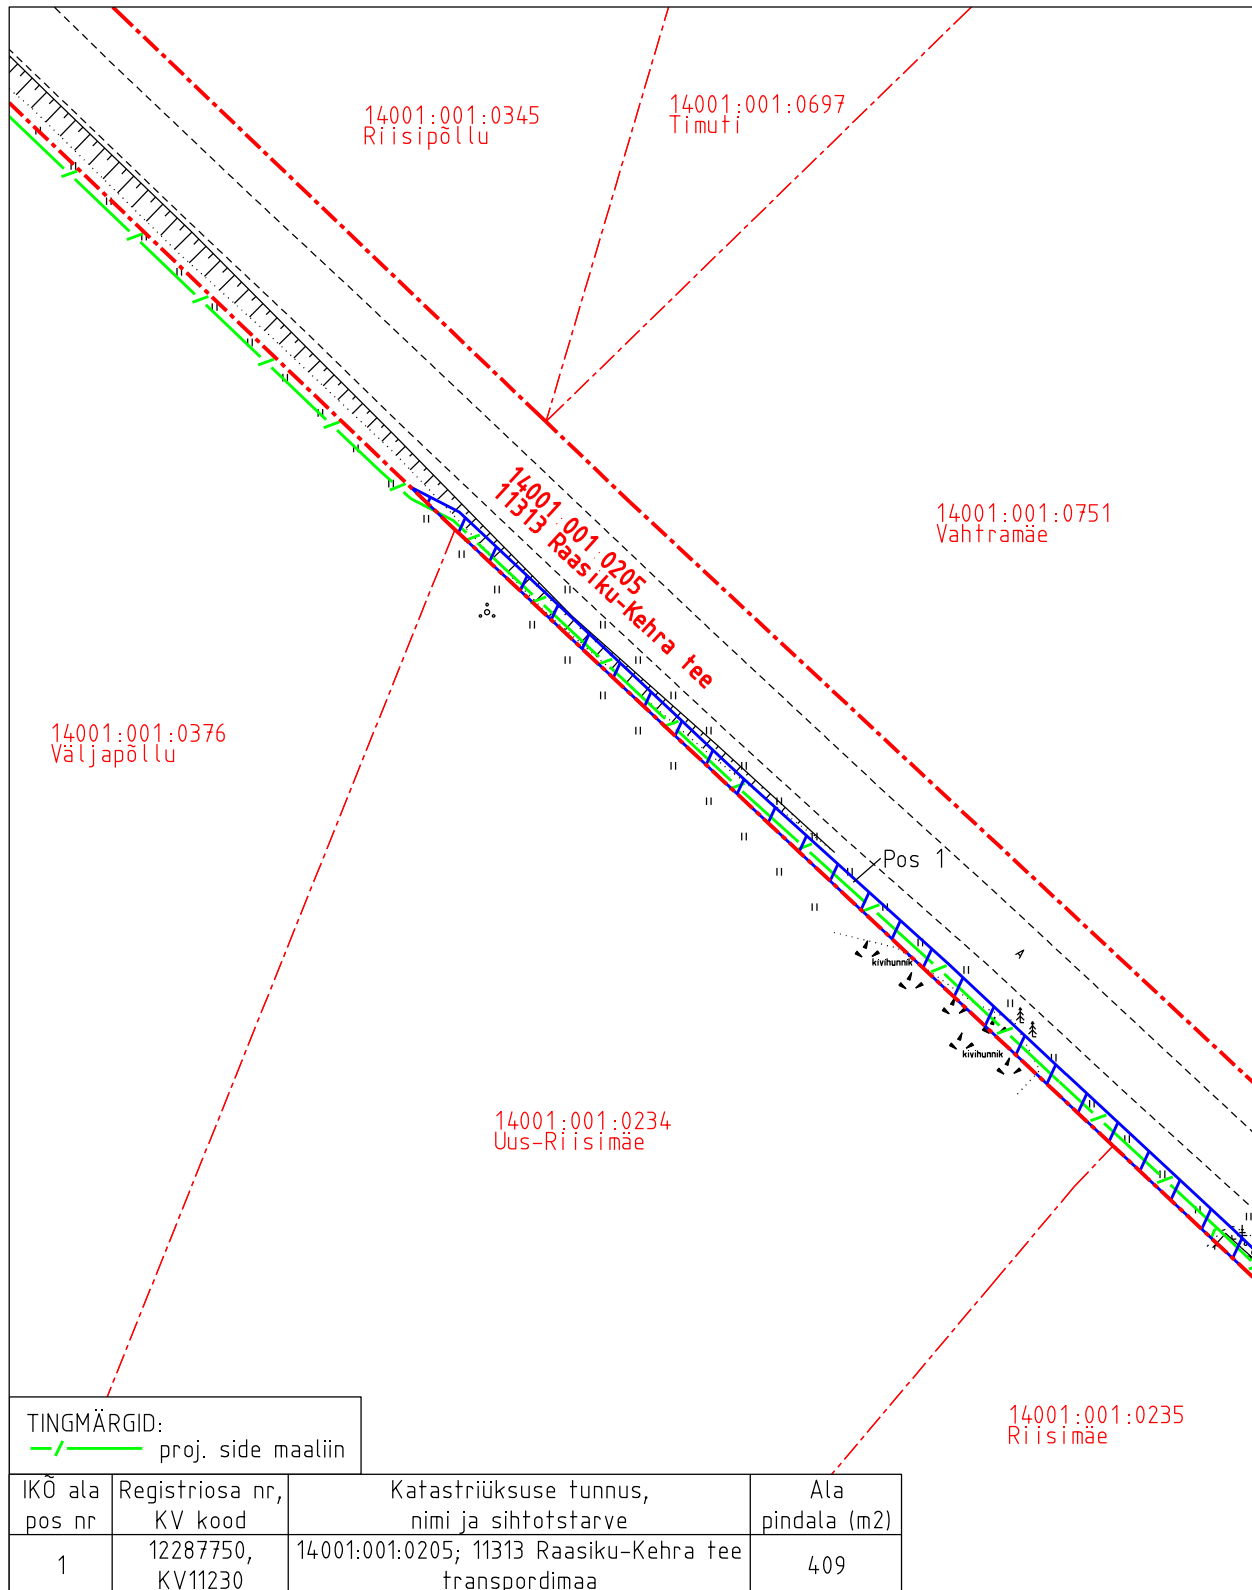 14001:001:0345
Riisipõllu
14001:001:0697
Timuti
14001:001:0205
11313 Raasiku-Kehra tee
14001:001:0751
Vahtramäe
14001:001:0376
Väljapõllu
Pos 1
kivihunnik
kivihunnik
14001:001:0234
Uus-Riisimäe
14001:001:0235
Riisimäe
TINGMÄRGID:
proj. side maaliin
IKÕ ala pos nr
Registriosa nr, KV kood
Katastriüksuse tunnus, nimi ja sihtotstarve
Ala pindala (m2)
1
12287750, KV11230
14001:001:0205; 11313 Raasiku-Kehra tee transpordimaa
409